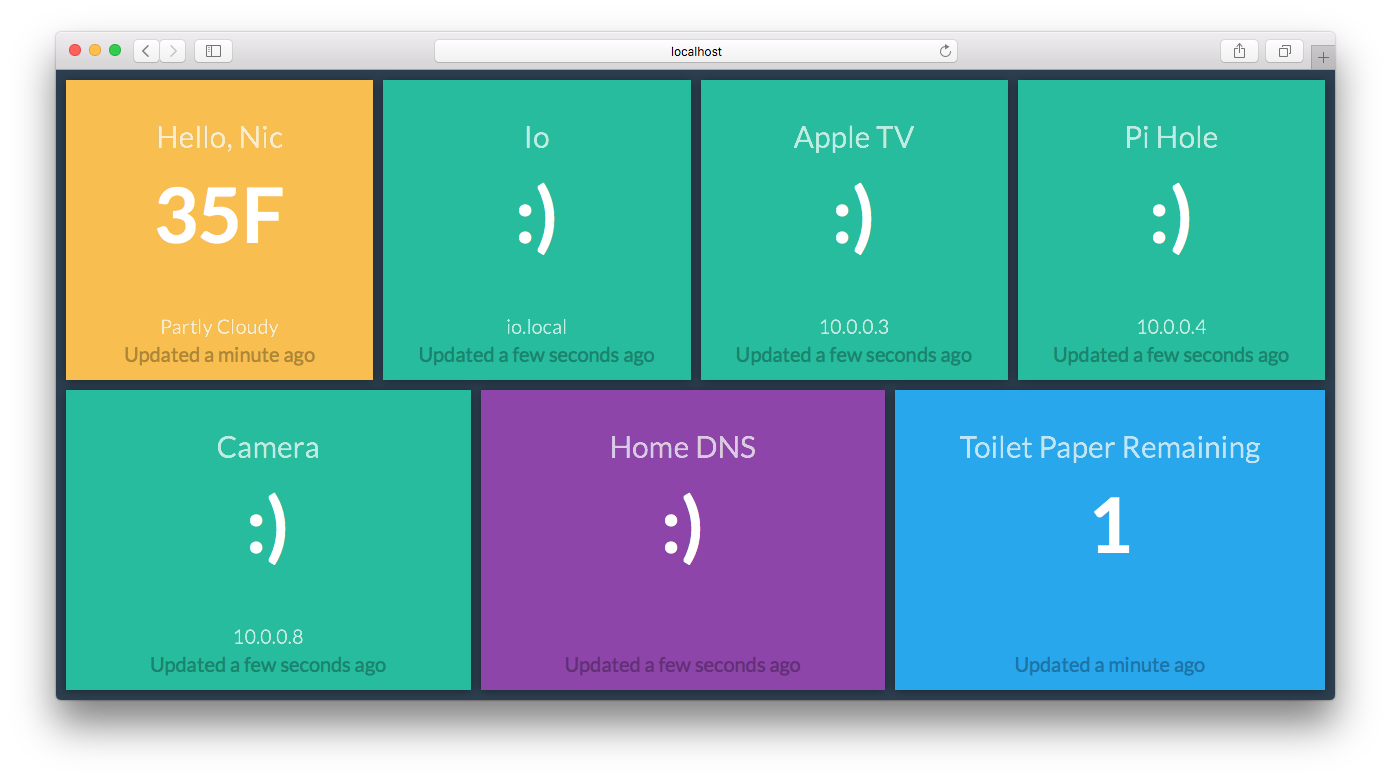 localhost
Hello, Nic
35F
Partly Cloudy
Updated a minute ago
Io
:)
io.local
Updated a few seconds ago
Apple TV
:)
10.0.0.3
Updated a few seconds ago
Pi Hole
:)
10.0.0.4
Updated a few seconds ago
Camera
:)
10.0.0.8
Updated a few seconds ago
Home DNS
:)
Updated a few seconds ago
Toilet Paper Remaining
1
Updated a minute ago